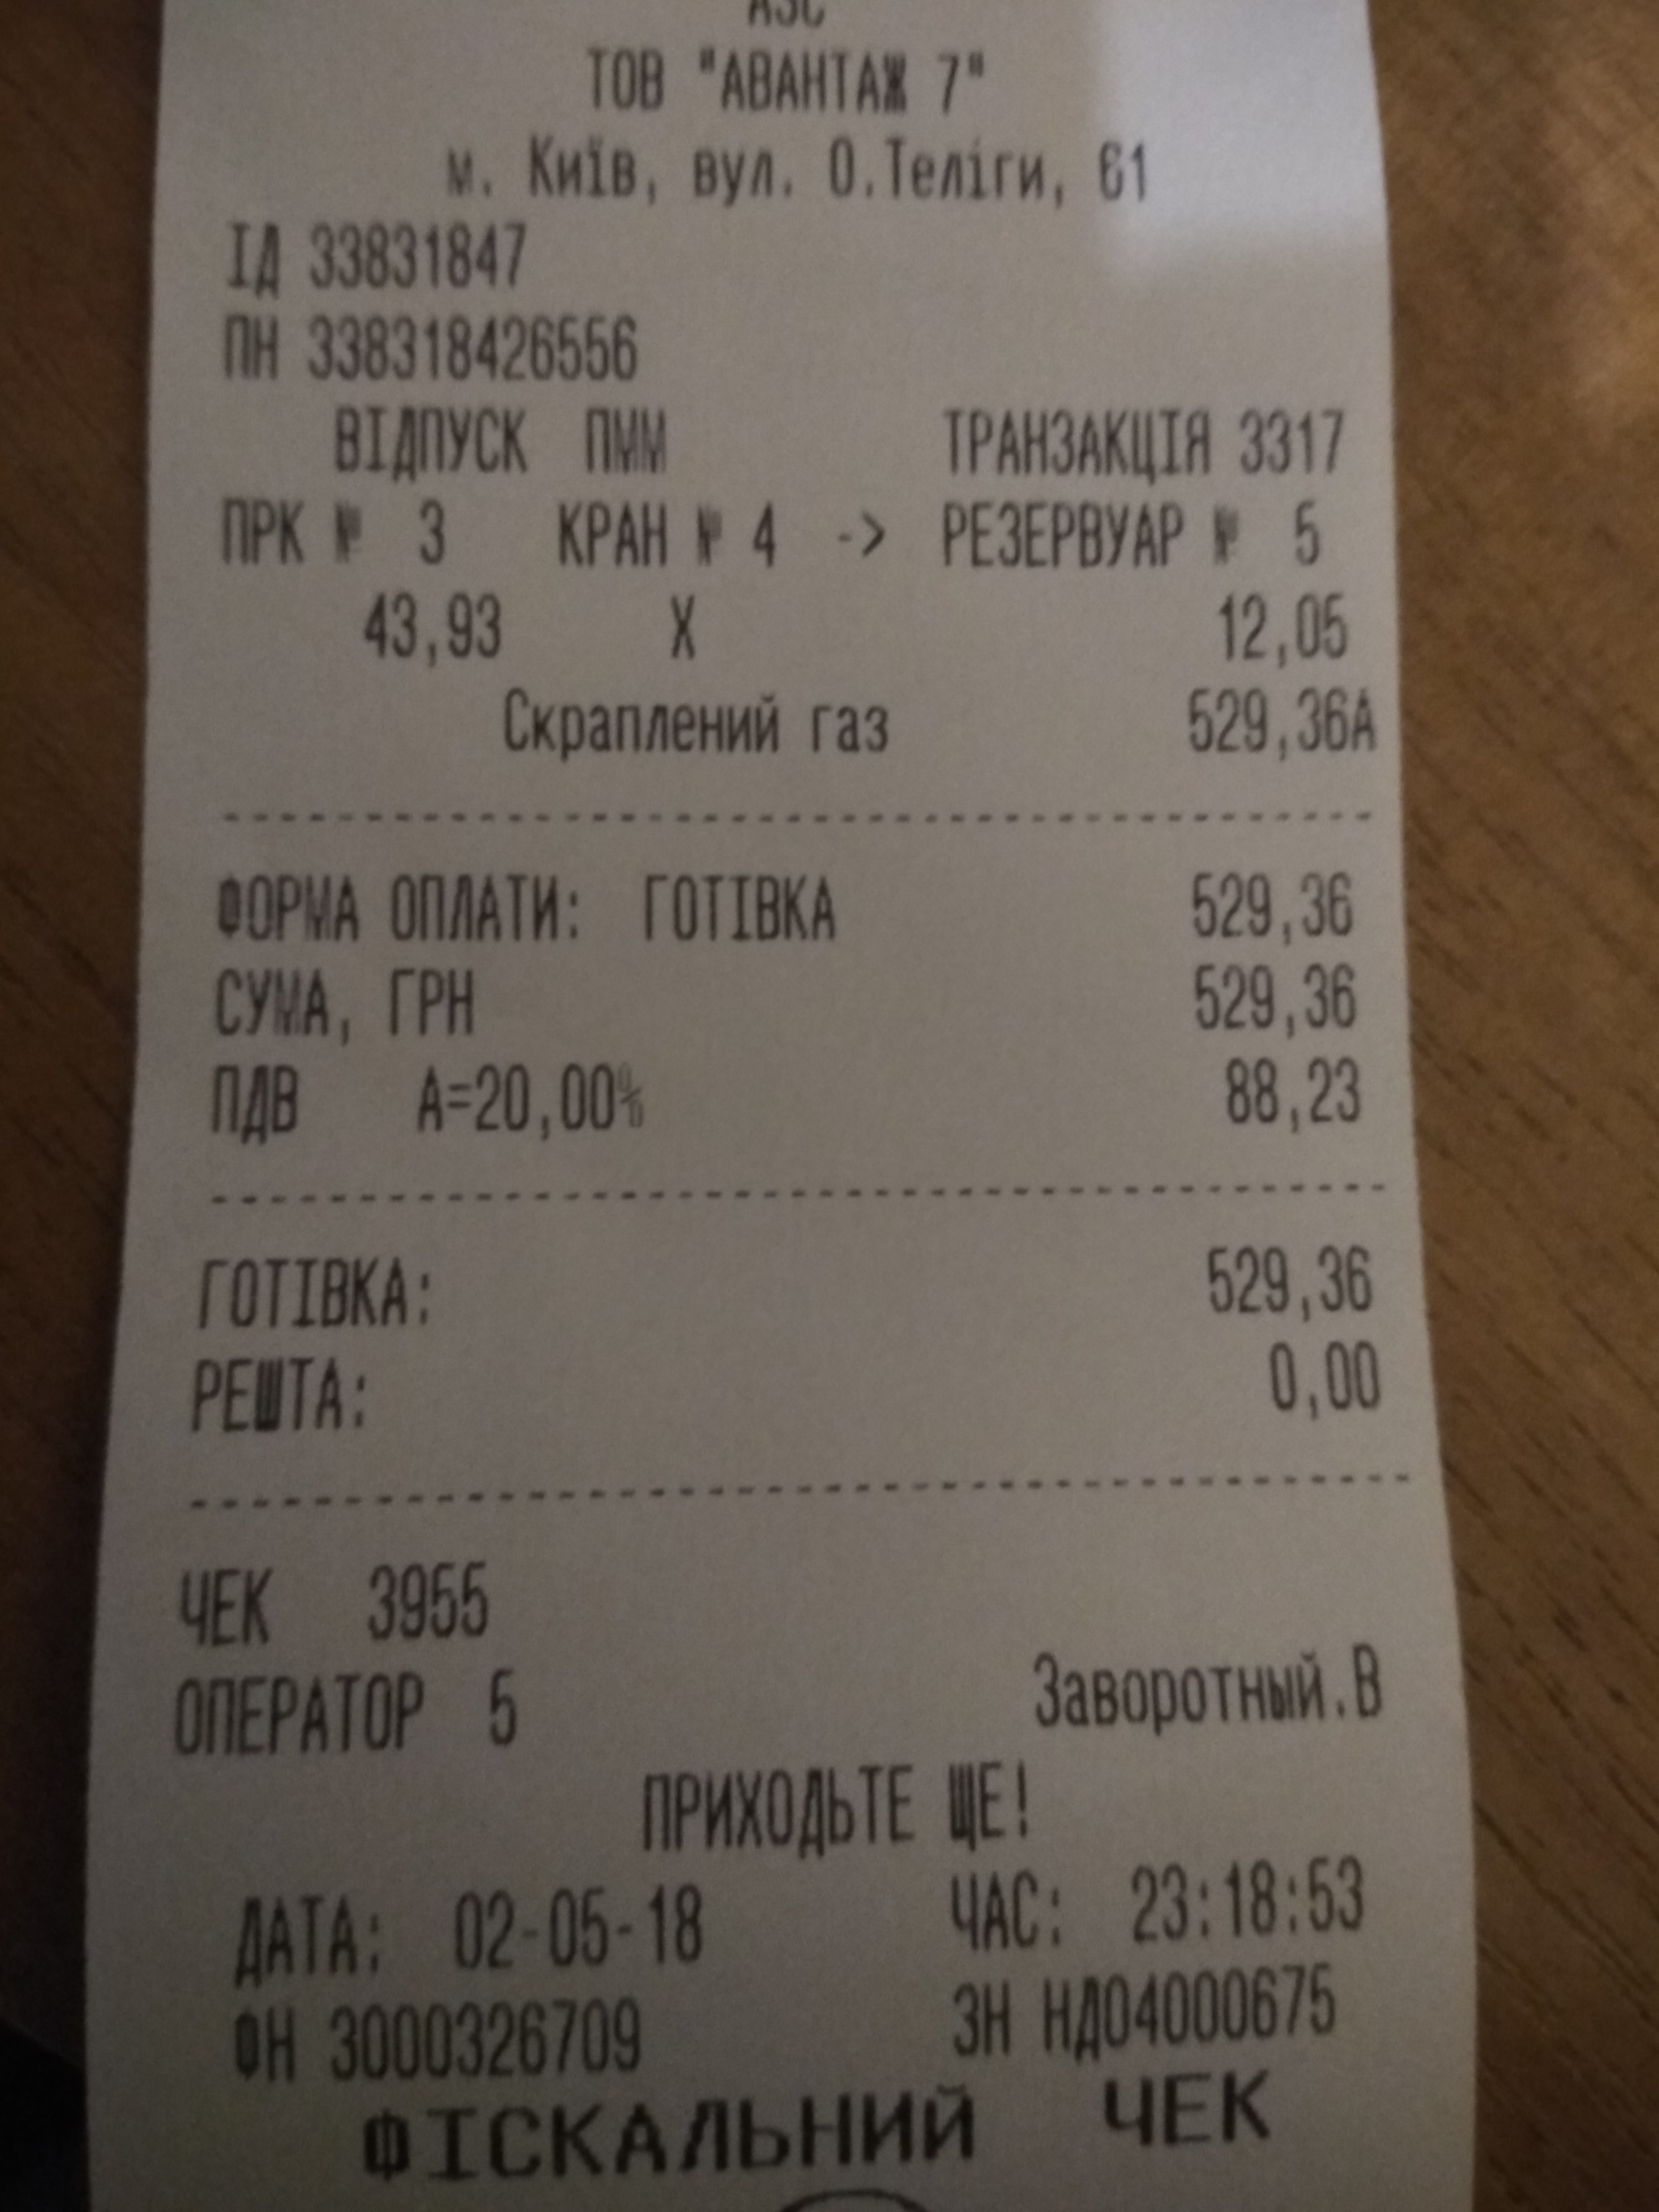 АЗС
ТОВ "АВАНТАЖ 7"
м. Київ, вул. О.Теліги, 61
ІД 33831847
ПН 338318426556
ВІДПУСК ПММ ТРАНЗАКЦІЯ 3317
ПРК № 3 КРАН № 4 -> РЕЗЕРВУАР № 5
43,93 X 12,05
Скраплений газ 529,36А
ФОРМА ОПЛАТИ: ГОТІВКА 529,36
СУМА, ГРН 529,36
ПДВ А=20,00% 88,23
ГОТІВКА: 529,36
РЕШТА: 0,00
ЧЕК 3955
ОПЕРАТОР 5 Заворотный.В
ПРИХОДЬТЕ ЩЕ!
ДАТА: 02-05-18 ЧАС: 23:18:53
ФН 3000326709 ЗН НД04000675
ФІСКАЛЬНИЙ ЧЕК